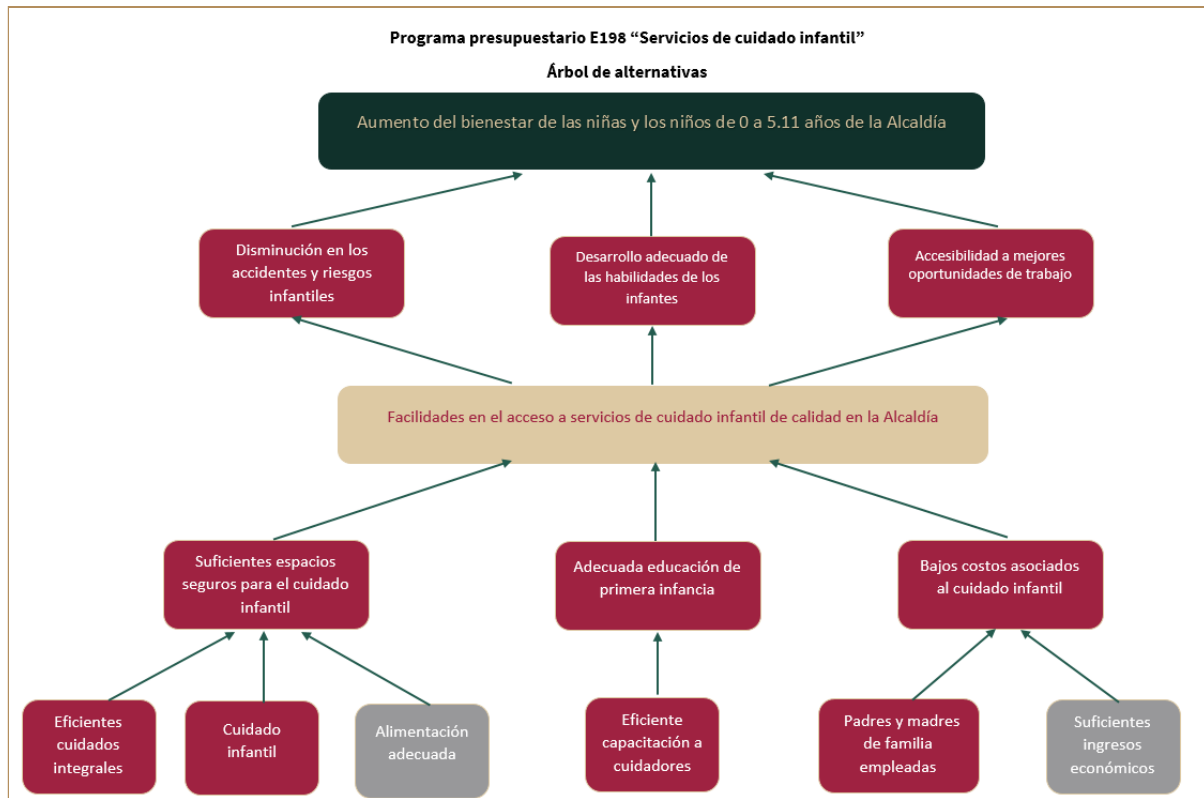 Programa presupuestario E198 “Servicios de cuidado infantil”
Árbol de alternativas
Aumento del bienestar de las niñas y los niños de 0 a 5.11 años de la Alcaldía
Disminución en los
accidentes y riesgos
infantiles
Desarrollo adecuado de
las habilidades de los
infantes
Accesibilidad a mejores
oportunidades de trabajo
Facilidades en el acceso a servicios de cuidado infantil de calidad en la Alcaldía
Suficientes espacios
seguros para el cuidado
infantil
Adecuada educación de
primera infancia
Bajos costos asociados
al cuidado infantil
Eficientes
cuidados
integrales
Cuidado
infantil
Alimentación
adecuada
Eficiente
capacitación a
cuidadores
Padres y madres
de familia
empleadas
Suficientes
ingresos
económicos